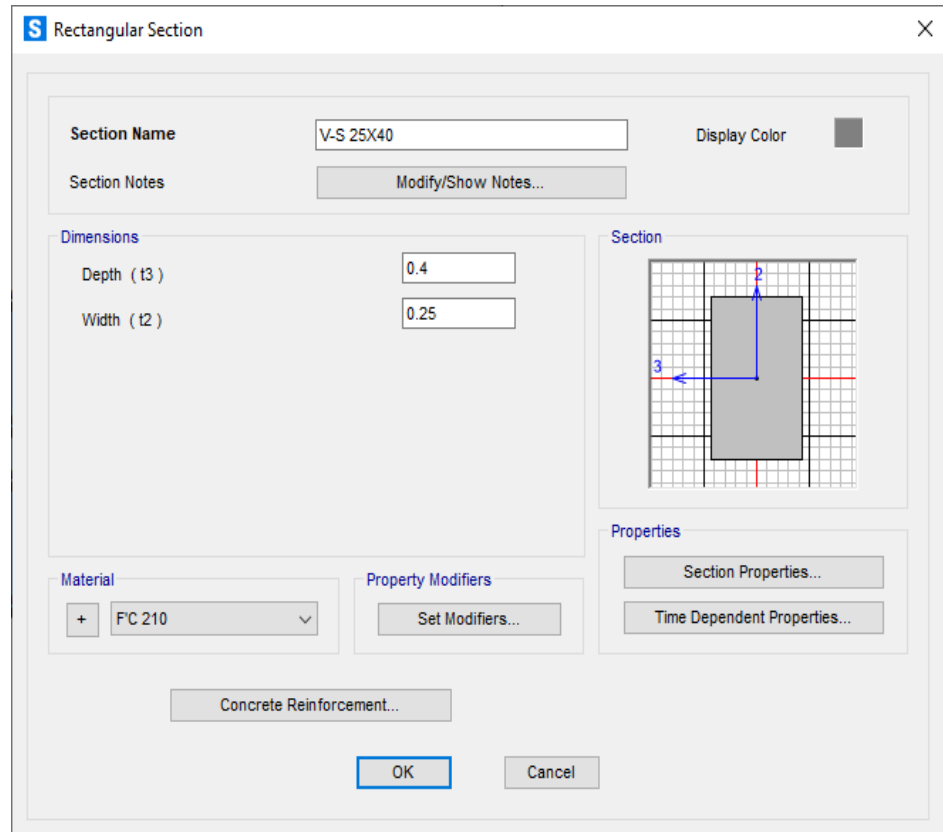 S Rectangular Section
Section Name V-S 25X40 Display Color
Section Notes Modify/Show Notes...
Dimensions
Depth ( t3 ) 0.4
Width ( t2 ) 0.25
Section
2
3
Properties
Section Properties...
Time Dependent Properties...
Material
+ F'C 210
Property Modifiers
Set Modifiers...
Concrete Reinforcement...
OK Cancel